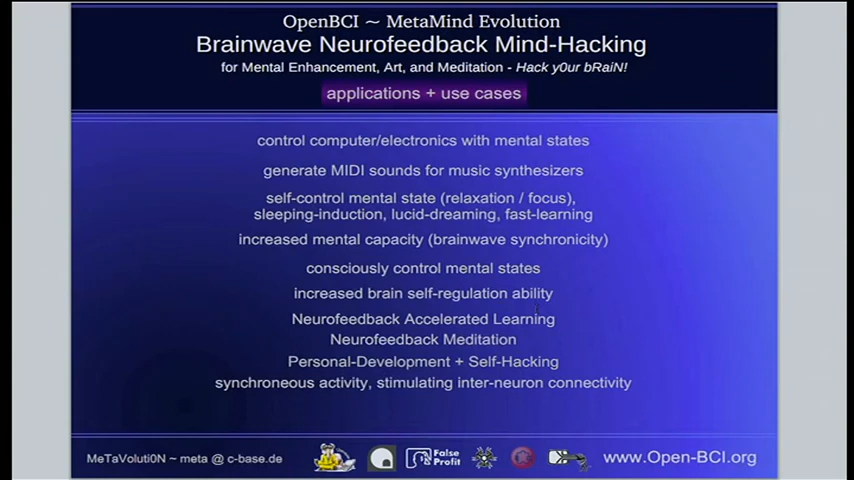 OpenBCI ~ MetaMind Evolution
Brainwave Neurofeedback Mind-Hacking
for Mental Enhancement, Art, and Meditation - Hack y0ur bRaiN!
applications + use cases
control computer/electronics with mental states
generate MIDI sounds for music synthesizers
self-control mental state (relaxation / focus),
sleeping-induction, lucid-dreaming, fast-learning
increased mental capacity (brainwave synchronicity)
consciously control mental states
increased brain self-regulation ability
Neurofeedback Accelerated Learning
Neurofeedback Meditation
Personal-Development + Self-Hacking
synchroneous activity, stimulating inter-neuron connectivity
MeTaVoluti0N ~ meta @ c-base.de
False
Profit
www.Open-BCI.org